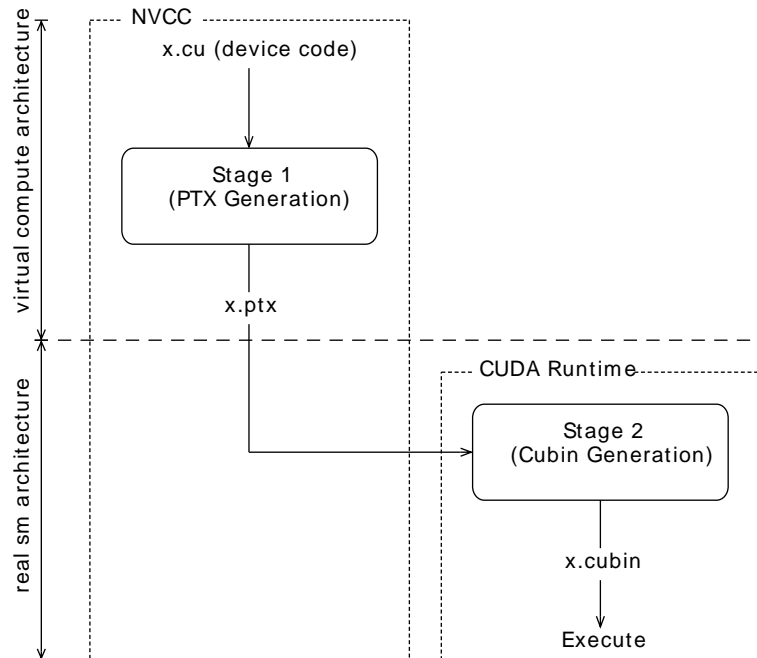 NVCC
x.cu (device code)
virtual compute architecture
Stage 1
(PTX Generation)
x.ptx
real sm architecture
CUDA Runtime
Stage 2
(Cubin Generation)
x.cubin
Execute